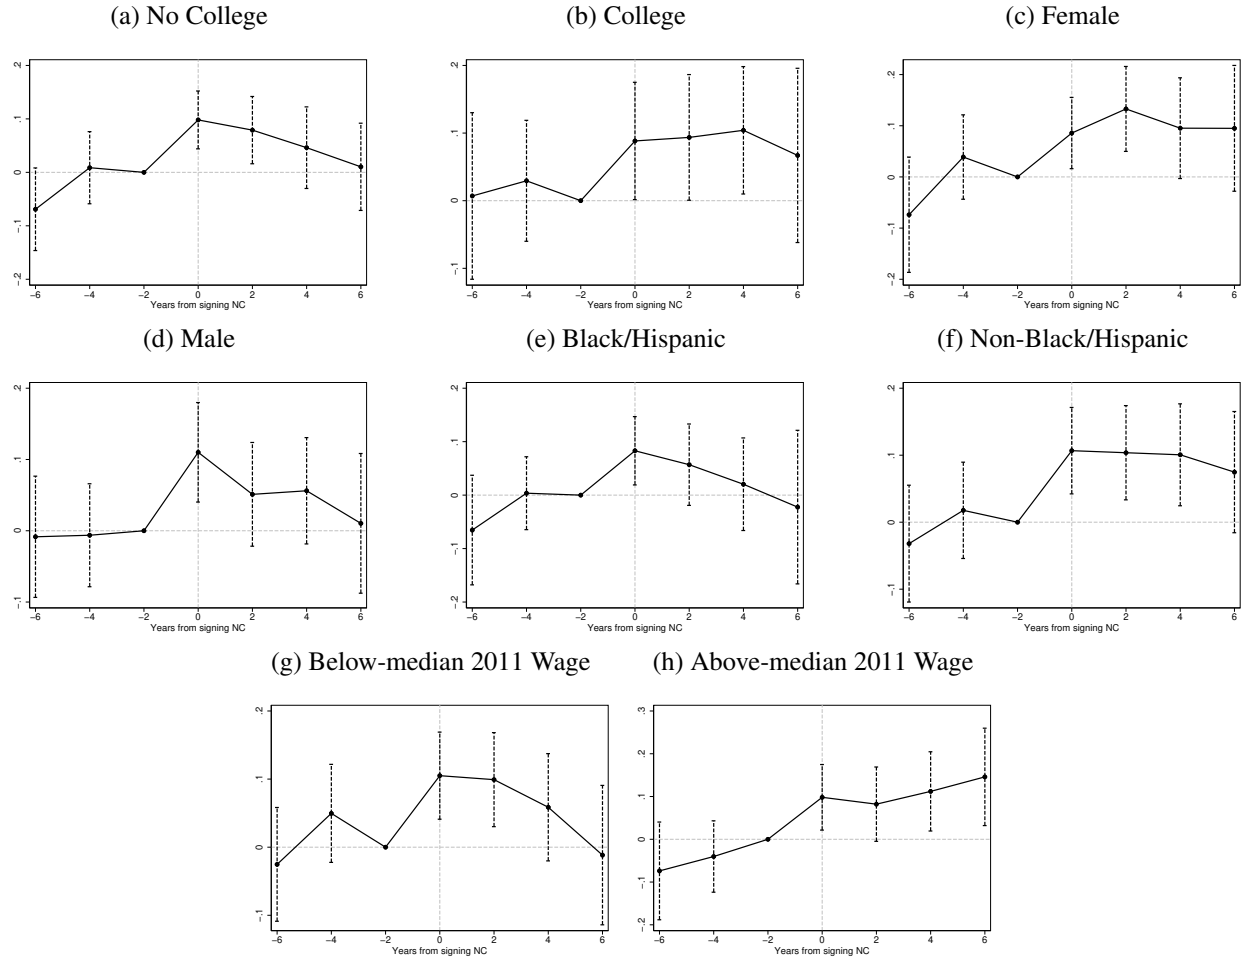 (a) No College
(b) College
(c) Female
.2
.1
0
-.1
-.2
-6 -4 -2 0 2 4 6
Years from signing NC
.2
.1
0
-.1
-6 -4 -2 0 2 4 6
Years from signing NC
.2
.1
0
-.1
-.2
-6 -4 -2 0 2 4 6
Years from signing NC
(d) Male
(e) Black/Hispanic
(f) Non-Black/Hispanic
.2
.1
0
-.1
-6 -4 -2 0 2 4 6
Years from signing NC
.2
.1
0
-.1
-.2
-6 -4 -2 0 2 4 6
Years from signing NC
.2
.1
0
-.1
-6 -4 -2 0 2 4 6
Years from signing NC
(g) Below-median 2011 Wage
(h) Above-median 2011 Wage
.2
.1
0
-.1
-6 -4 -2 0 2 4 6
Years from signing NC
.3
.2
.1
0
-.1
-.2
-6 -4 -2 0 2 4 6
Years from signing NC